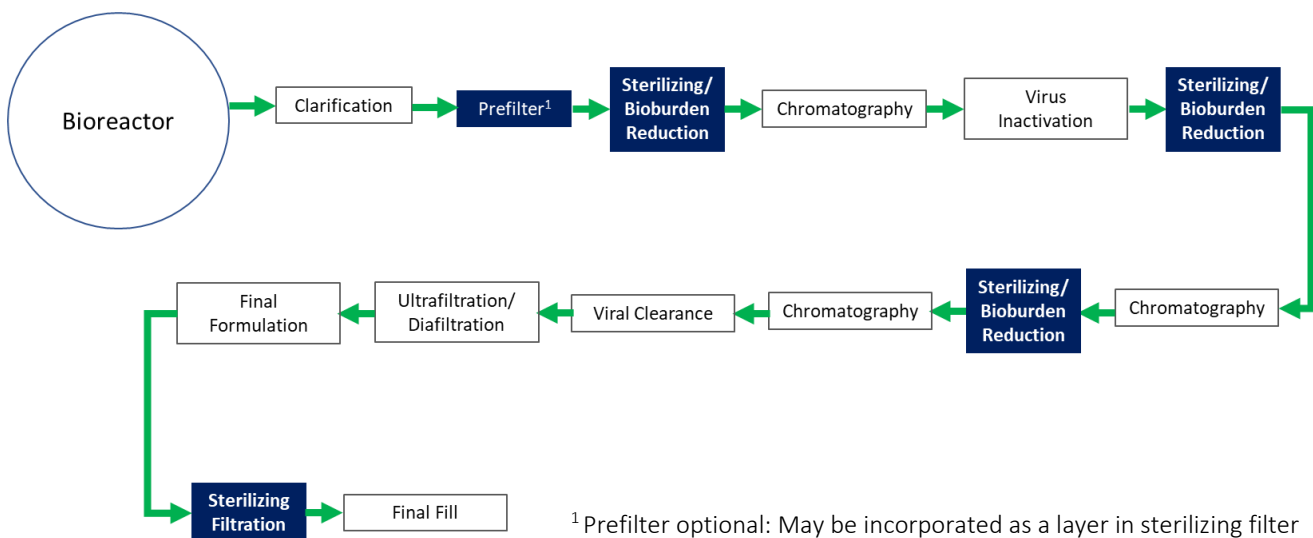 Bioreactor
Clarification
Prefilter¹
Sterilizing/
Bioburden
Reduction
Chromatography
Virus
Inactivation
Sterilizing/
Bioburden
Reduction
Chromatography
Sterilizing/
Bioburden
Reduction
Chromatography
Viral Clearance
Ultrafiltration/
Diafiltration
Final
Formulation
Sterilizing
Filtration
Final Fill
¹ Prefilter optional: May be incorporated as a layer in sterilizing filter